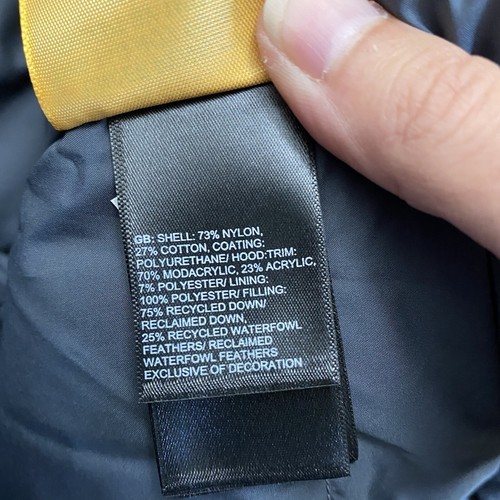 GB: SHELL: 73% NYLON,
27% COTTON, COATING:
POLYURETHANE/ HOOD:TRIM:
70% MODACRYLIC, 23% ACRYLIC,
7% POLYESTER/ LINING:
100% POLYESTER/ FILLING:
75% RECYCLED DOWN/
RECLAIMED DOWN,
25% RECYCLED WATERFOWL
FEATHERS/ RECLAIMED
WATERFOWL FEATHERS
EXCLUSIVE OF DECORATION